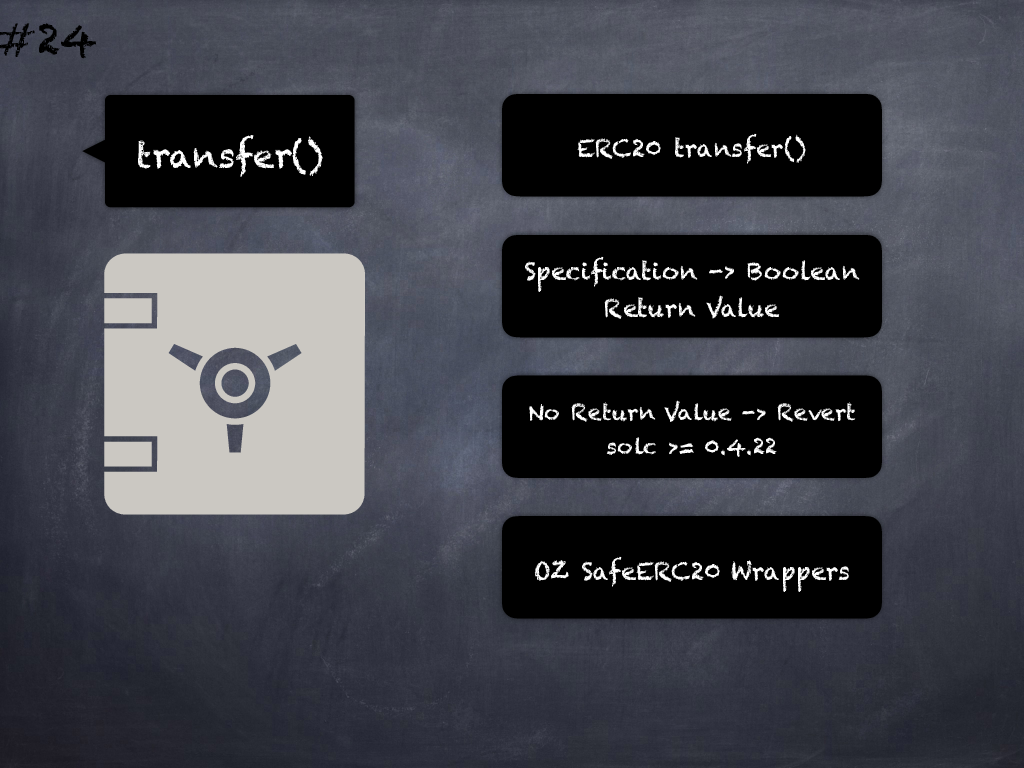 #24
transfer()
ERC20 transfer()
Specification -> Boolean
Return Value
No Return Value -> Revert
solc >= 0.4.22
OZ SafeERC20 Wrappers